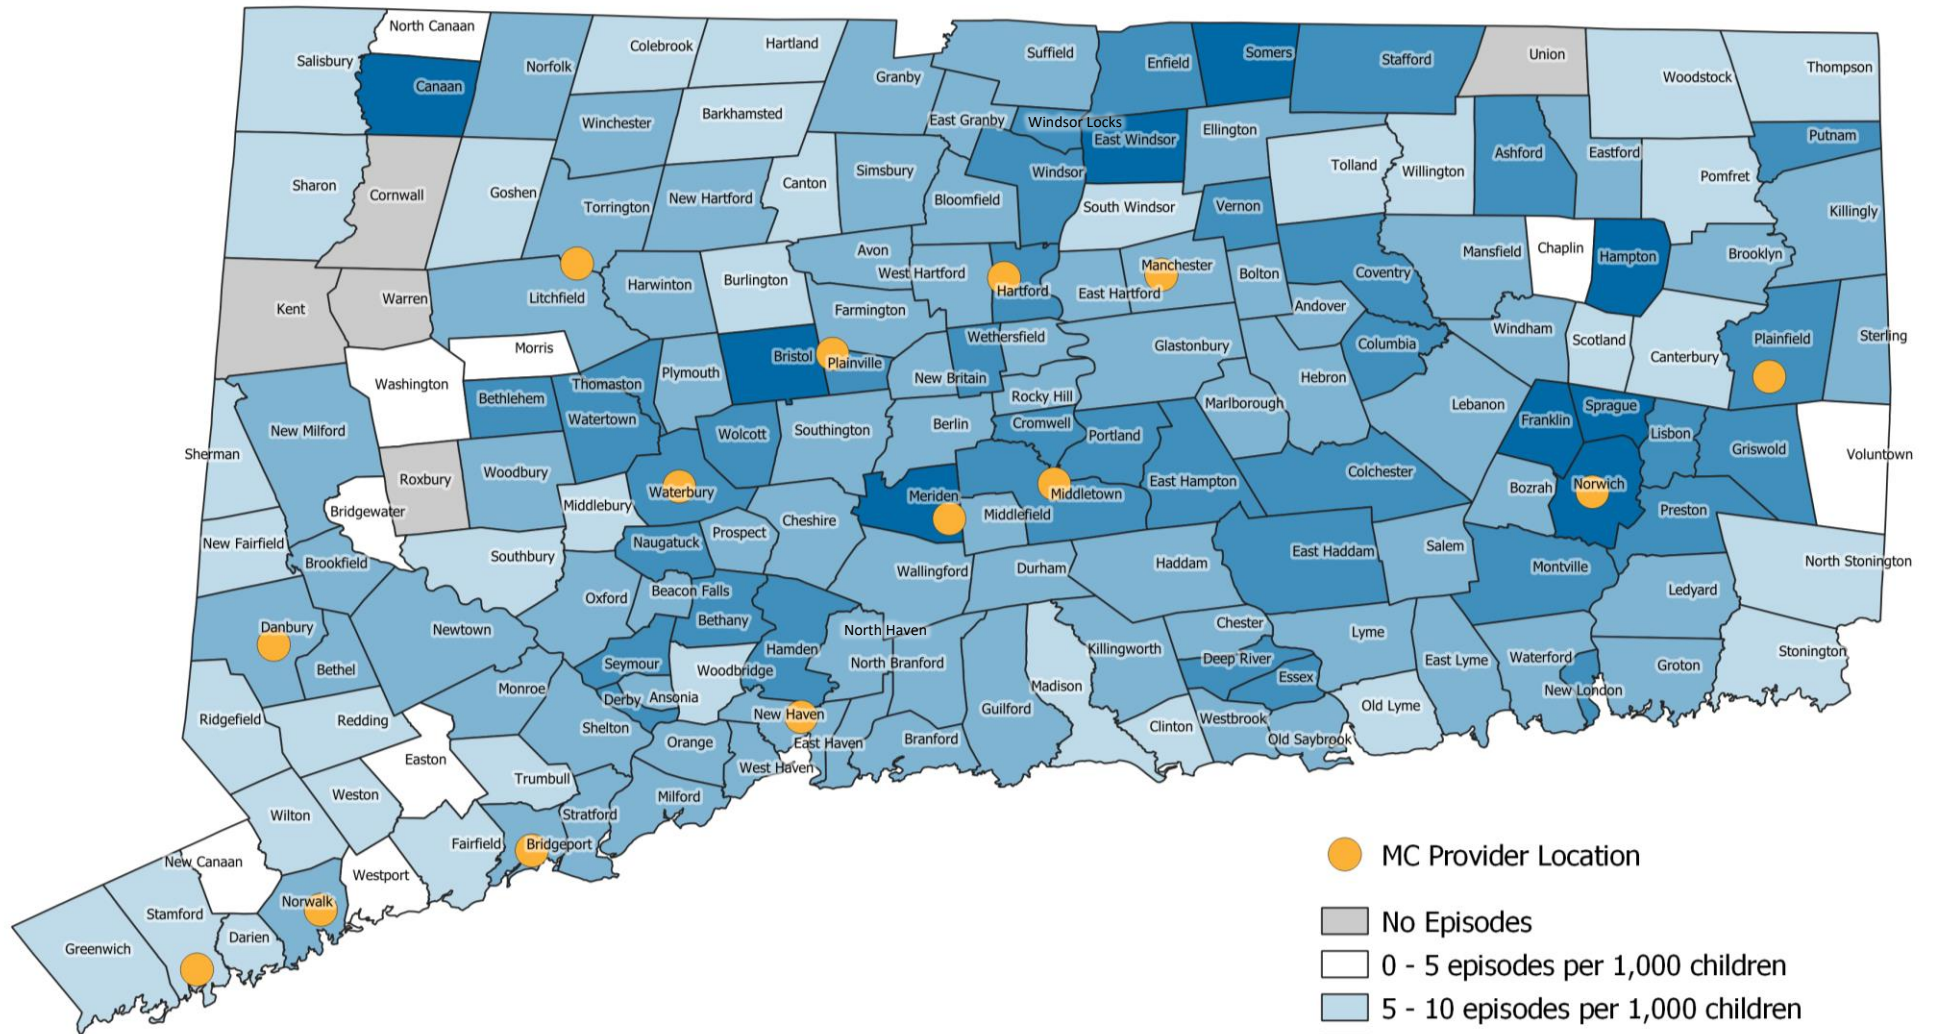 North Canaan
Salisbury
Canaan
Norfolk
Colebrook
Hartland
Granby
Suffield
Enfield
Somers
Stafford
Union
Woodstock
Thompson
Winchester
Barkhamsted
East Granby
Windsor Locks
East Windsor
Ellington
Tolland
Willington
Ashford
Eastford
Putnam
Pomfret
Sharon
Cornwall
Goshen
Torrington
New Hartford
Canton
Simsbury
Bloomfield
Windsor
South Windsor
Vernon
Killingly
Kent
Warren
Litchfield
Harwinton
Burlington
Avon
West Hartford
Farmington
Hartford
East Hartford
Manchester
Bolton
Coventry
Andover
Mansfield
Chaplin
Hampton
Brooklyn
Washington
Morris
Bethlehem
Thomaston
Watertown
Plymouth
Bristol
Plainville
New Britain
Wethersfield
Rocky Hill
Glastonbury
Hebron
Columbia
Windham
Scotland
Canterbury
Plainfield
Sterling
Sherman
New Milford
Roxbury
Woodbury
Wolcott
Southington
Berlin
Cromwell
Portland
Marlborough
Lebanon
Franklin
Sprague
Lisbon
Griswold
Voluntown
Bridgewater
Middlebury
Waterbury
Cheshire
Meriden
Middlefield
Middletown
East Hampton
Colchester
Bozrah
Norwich
Preston
New Fairfield
Brookfield
Southbury
Naugatuck
Prospect
Wallingford
Durham
Haddam
East Haddam
Salem
Montville
Ledyard
North Stonington
Danbury
Bethel
Newtown
Oxford
Beacon Falls
Bethany
Hamden
North Haven
North Branford
Killingworth
Chester
Deep River
Essex
Lyme
East Lyme
Waterford
New London
Groton
Stonington
Ridgefield
Redding
Monroe
Seymour
Derby
Ansonia
Woodbridge
Shelton
Orange
New Haven
East Haven
West Haven
Branford
Guilford
Madison
Clinton
Westbrook
Old Saybrook
Old Lyme
Easton
Trumbull
Weston
Wilton
Milford
Stratford
Bridgeport
Fairfield
New Canaan
Westport
Norwalk
Stamford
Darien
Greenwich
MC Provider Location
No Episodes
0 - 5 episodes per 1,000 children
5 - 10 episodes per 1,000 children